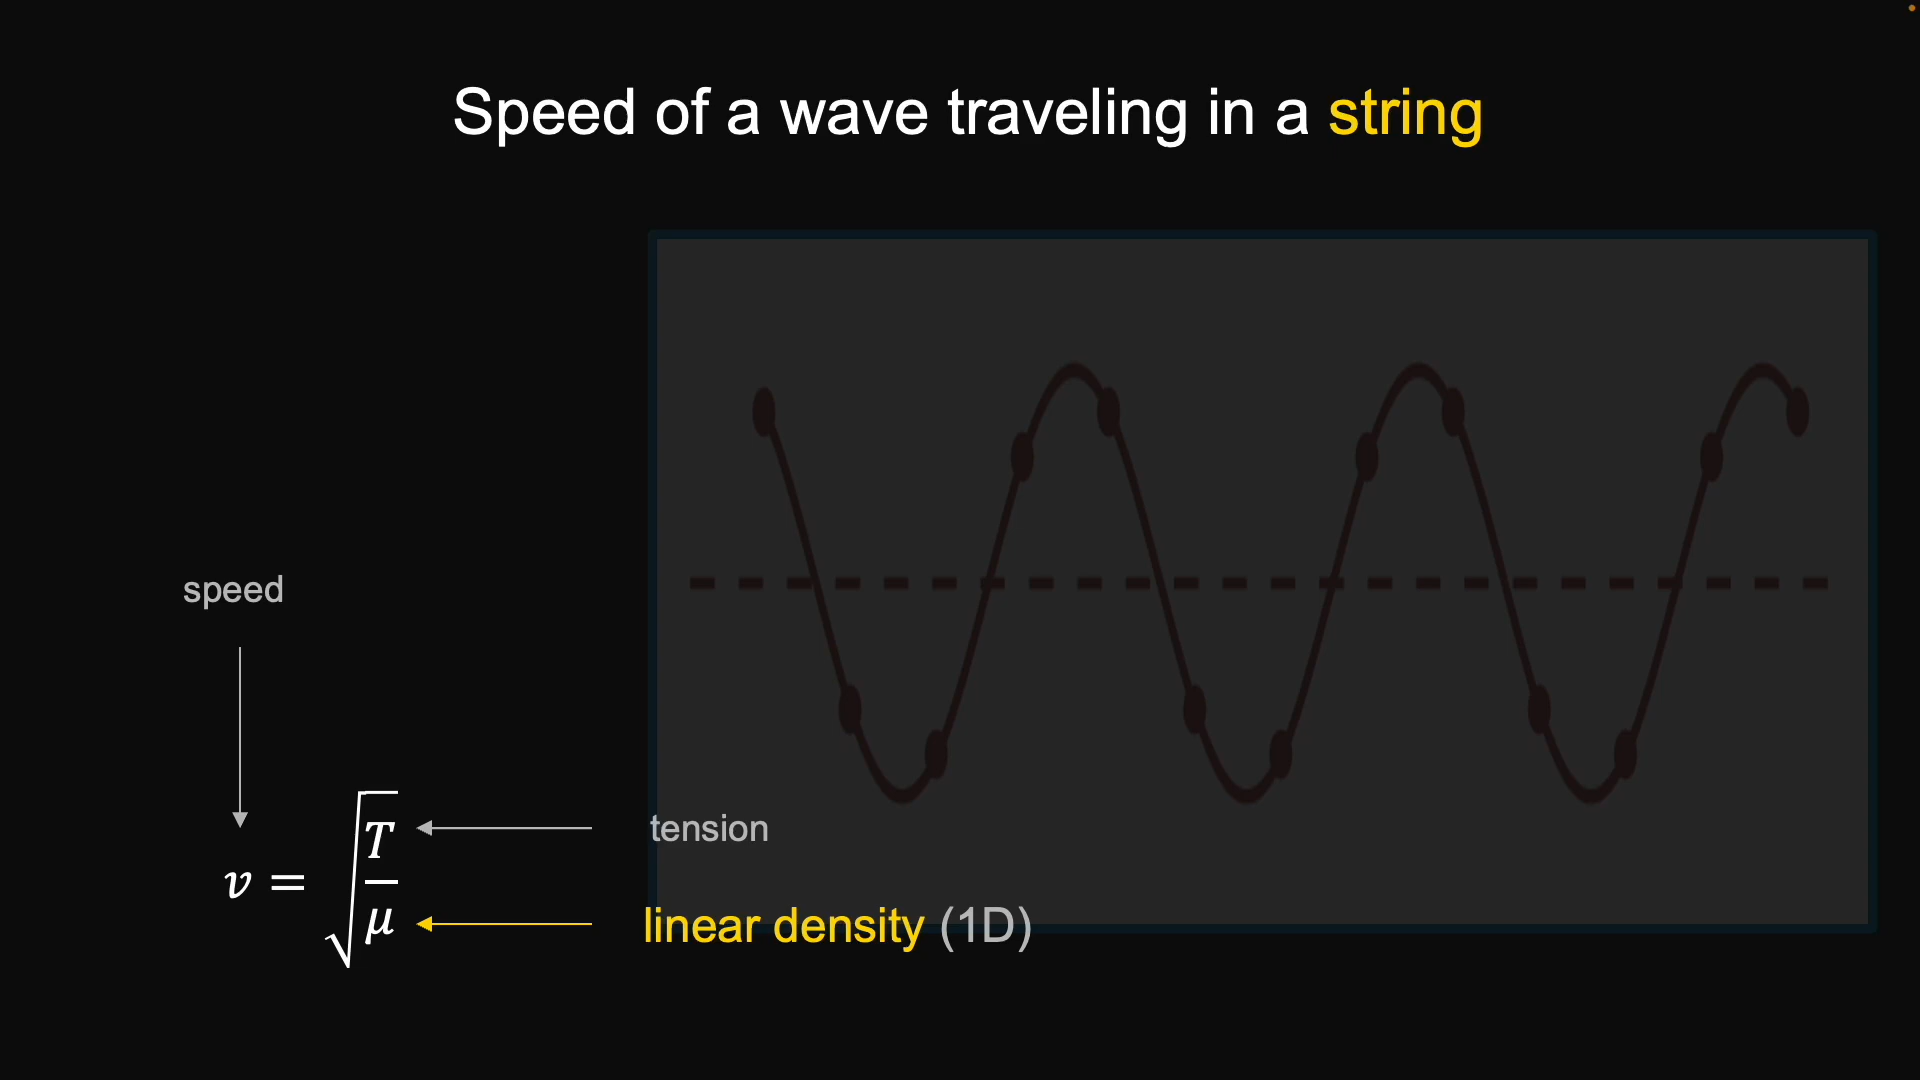 Speed of a wave traveling in a string
speed
v = √(T/μ)
tension
linear density (1D)